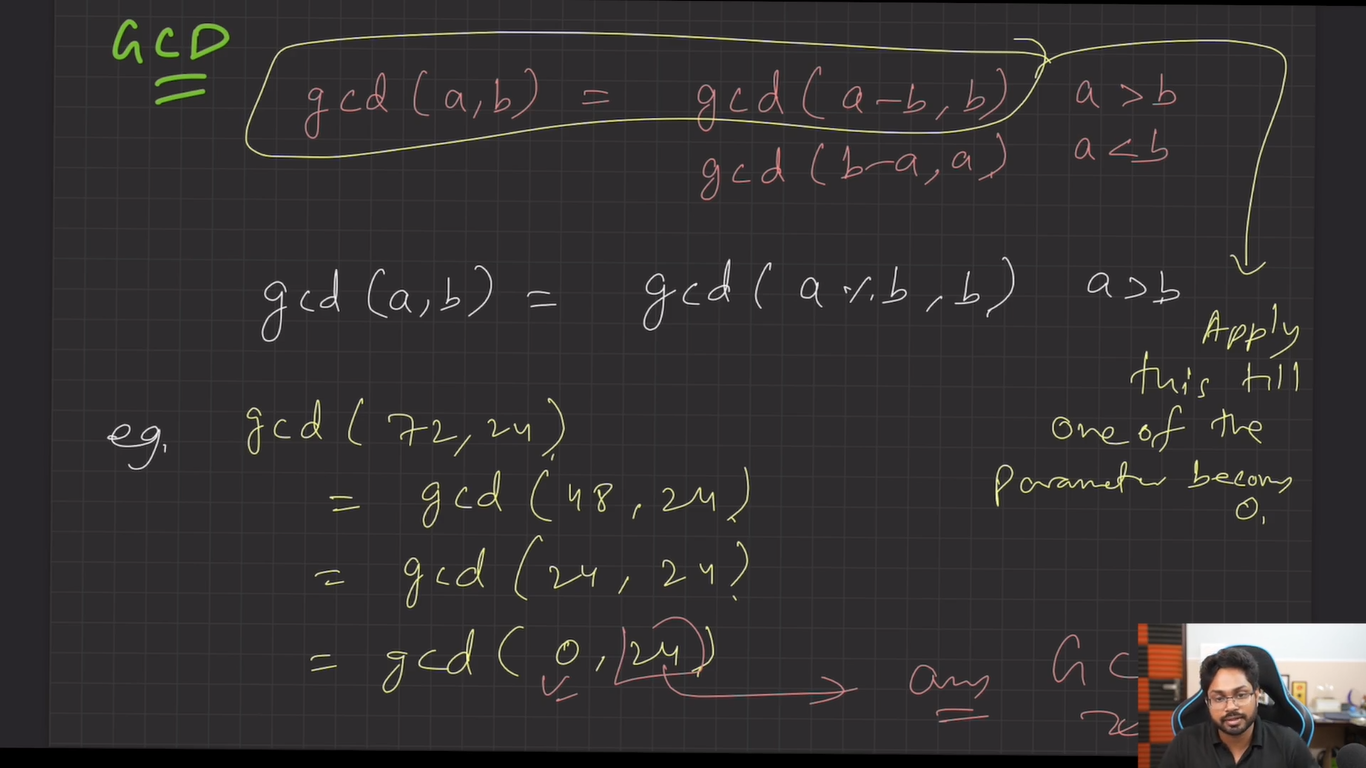 GCD
gcd (a,b) = gcd (a-b, b) a > b
gcd (b-a, a) a < b
gcd (a,b) = gcd (a % b, b) a > b
Apply
this till
one of the
Parameter becoms
0.
eg. gcd (72, 24)
= gcd (48, 24)
= gcd (24, 24)
= gcd (0, 24) ans GC